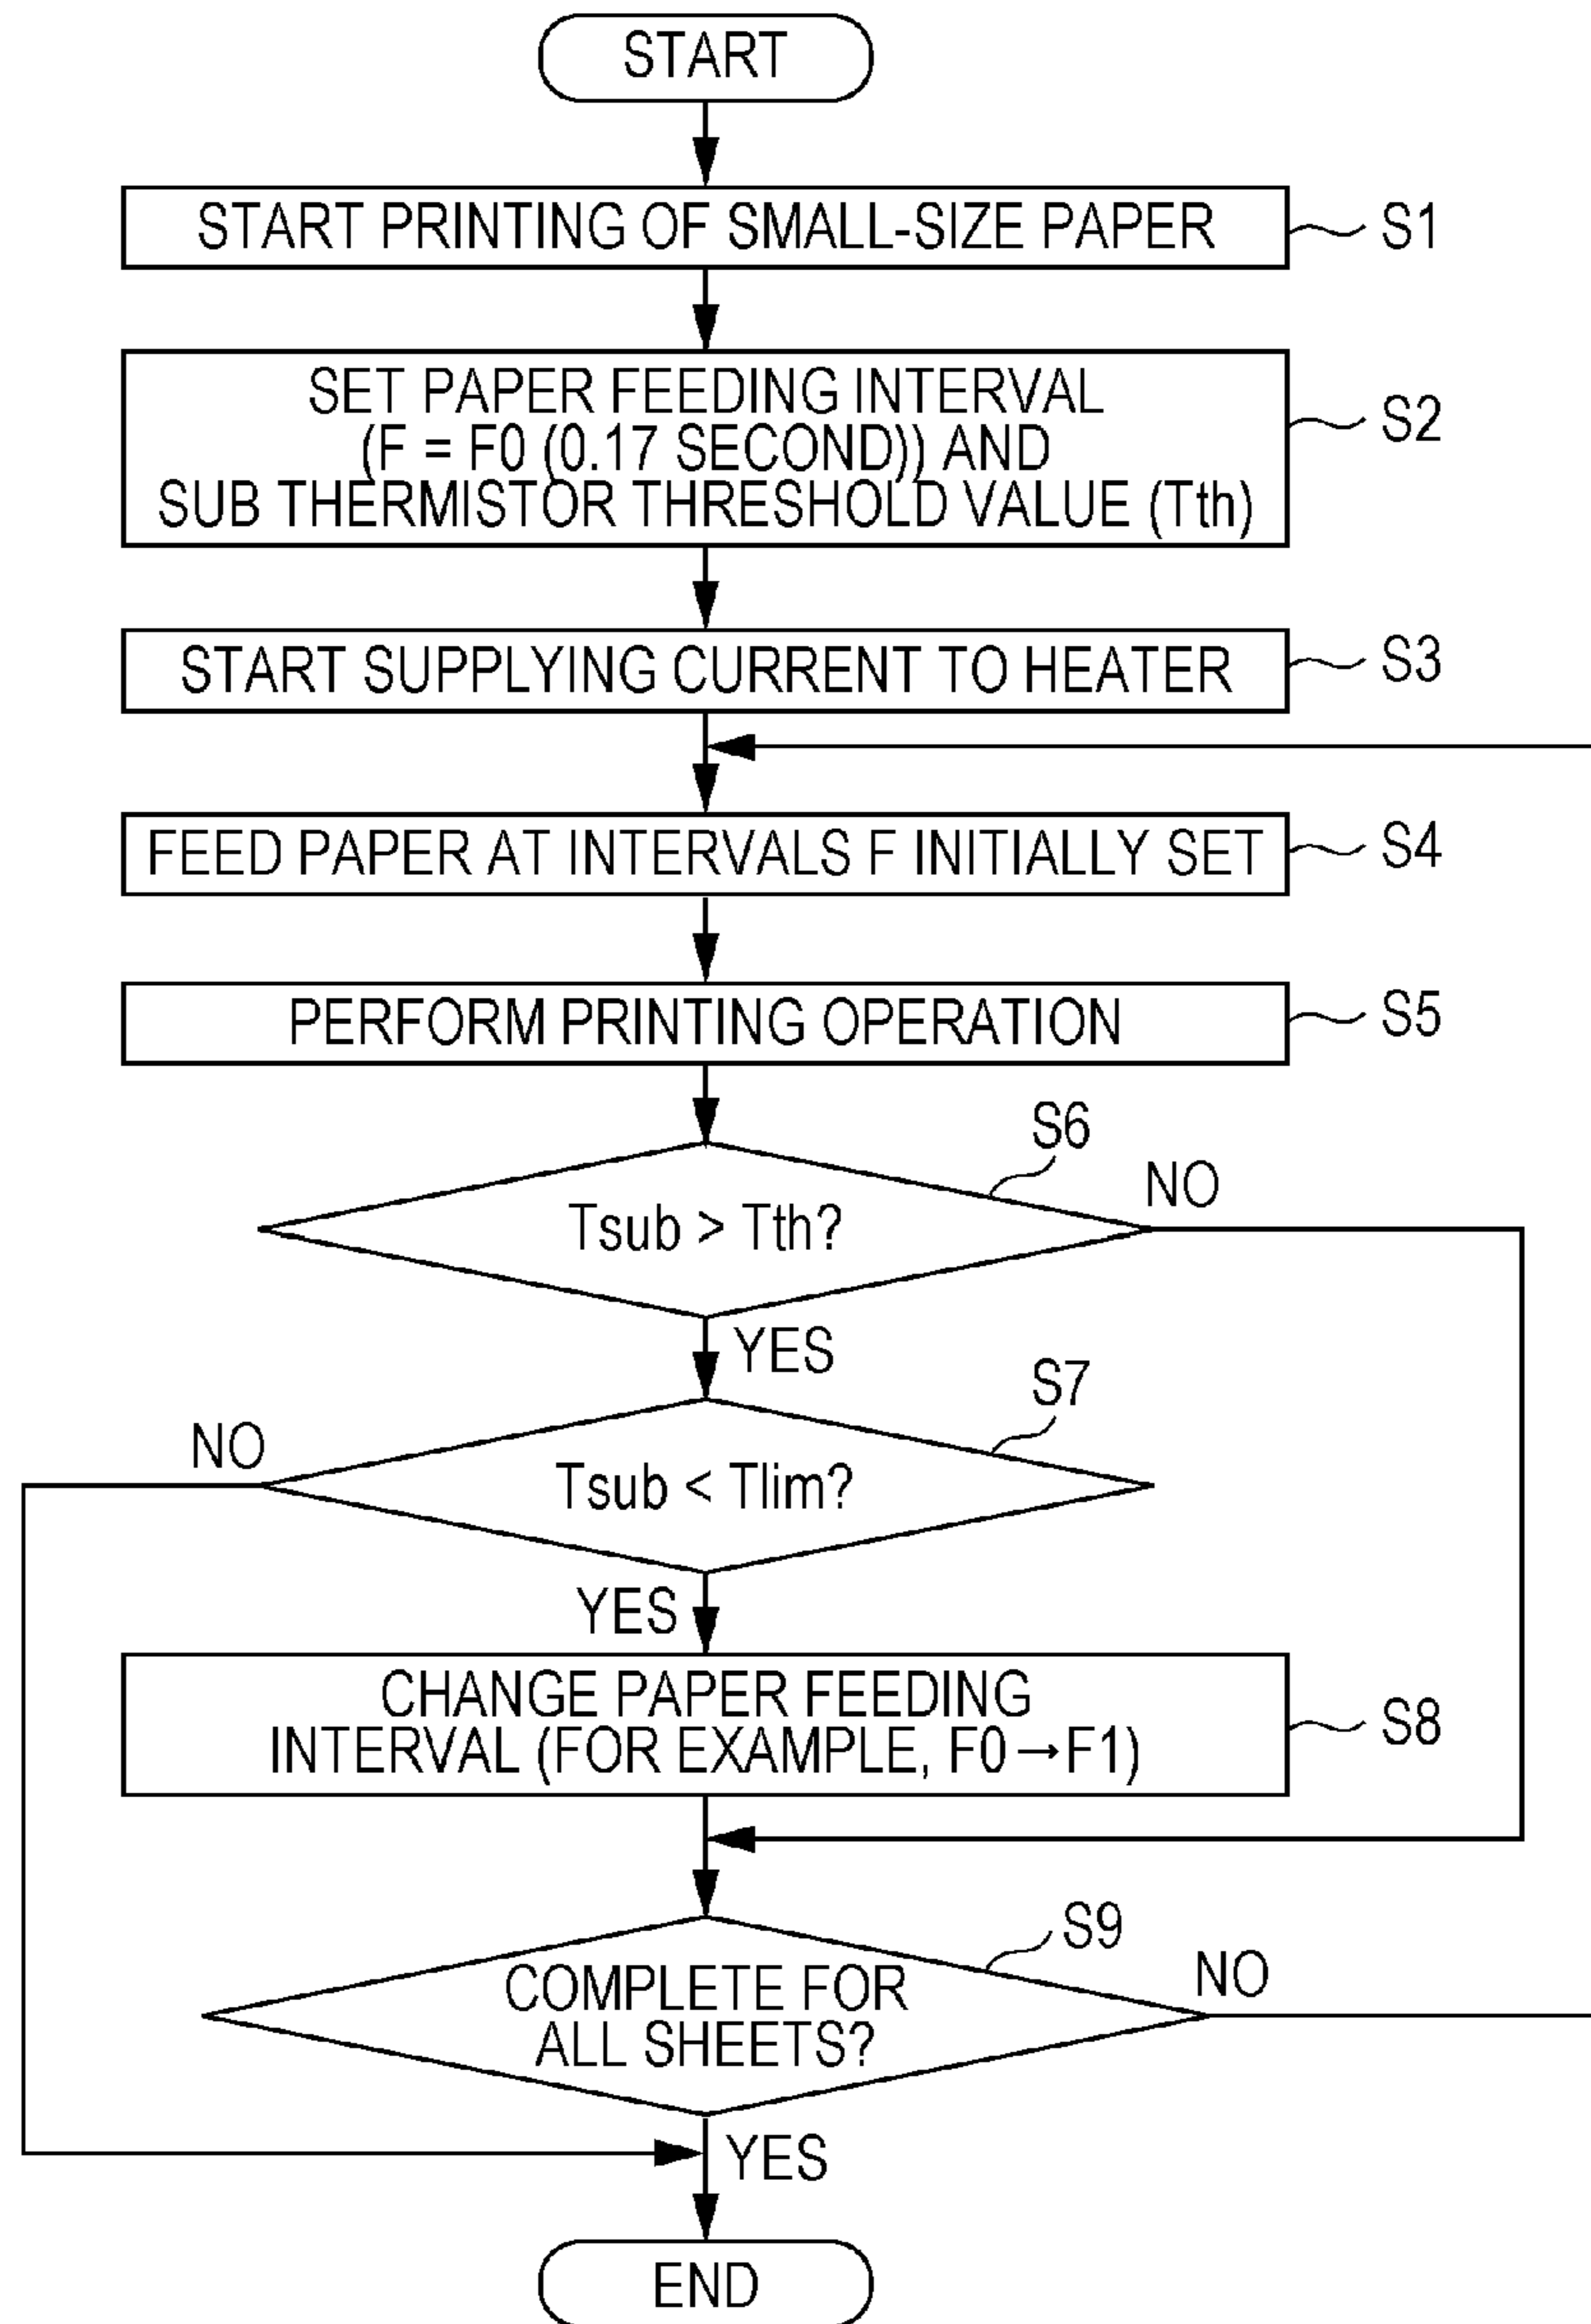 START
START PRINTING OF SMALL-SIZE PAPER
S1
SET PAPER FEEDING INTERVAL
(F = F0 (0.17 SECOND)) AND
SUB THERMISTOR THRESHOLD VALUE (Tth)
S2
START SUPPLYING CURRENT TO HEATER
S3
FEED PAPER AT INTERVALS F INITIALLY SET
S4
PERFORM PRINTING OPERATION
S5
S6
Tsub > Tth?
NO
YES
S7
Tsub < Tlim?
NO
YES
CHANGE PAPER FEEDING
INTERVAL (FOR EXAMPLE, F0→F1)
S8
S9
COMPLETE FOR
ALL SHEETS?
NO
YES
END